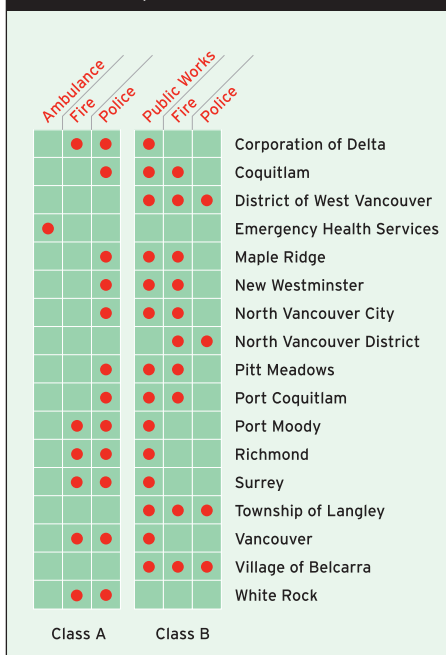 Ambulance
Fire
Police
Public Works
Fire
Police
Corporation of Delta
Coquitlam
District of West Vancouver
Emergency Health Services
Maple Ridge
New Westminster
North Vancouver City
North Vancouver District
Pitt Meadows
Port Coquitlam
Port Moody
Richmond
Surrey
Township of Langley
Vancouver
Village of Belcarra
White Rock
Class A
Class B